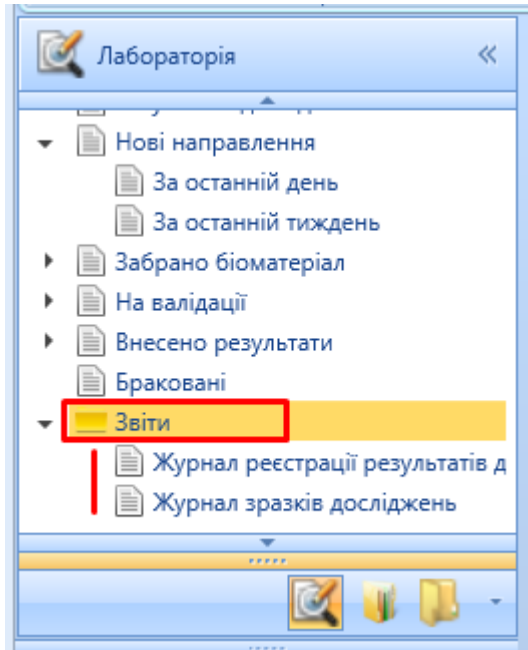 Лабораторія
Нові направлення
За останній день
За останній тиждень
Забрано біоматеріал
На валідації
Внесено результати
Браковані
Звіти
Журнал реєстрації результатів д
Журнал зразків досліджень